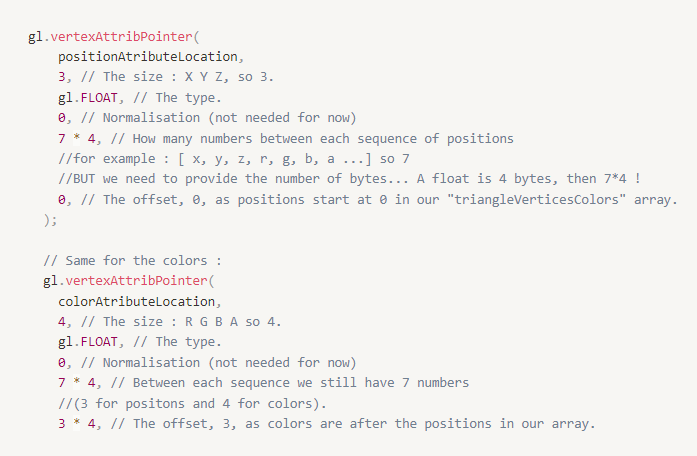 gl.vertexAttribPointer(
positionAtributeLocation,
3, // The size : X Y Z, so 3.
gl.FLOAT, // The type.
0, // Normalisation (not needed for now)
7 * 4, // How many numbers between each sequence of positions
//for example : [ x, y, z, r, g, b, a ...] so 7
//BUT we need to provide the number of bytes... A float is 4 bytes, then 7*4 !
0, // The offset, 0, as positions start at 0 in our "triangleVerticesColors" array.
);
// Same for the colors :
gl.vertexAttribPointer(
colorAtributeLocation,
4, // The size : R G B A so 4.
gl.FLOAT, // The type.
0, // Normalisation (not needed for now)
7 * 4, // Between each sequence we still have 7 numbers
//(3 for positons and 4 for colors).
3 * 4, // The offset, 3, as colors are after the positions in our array.